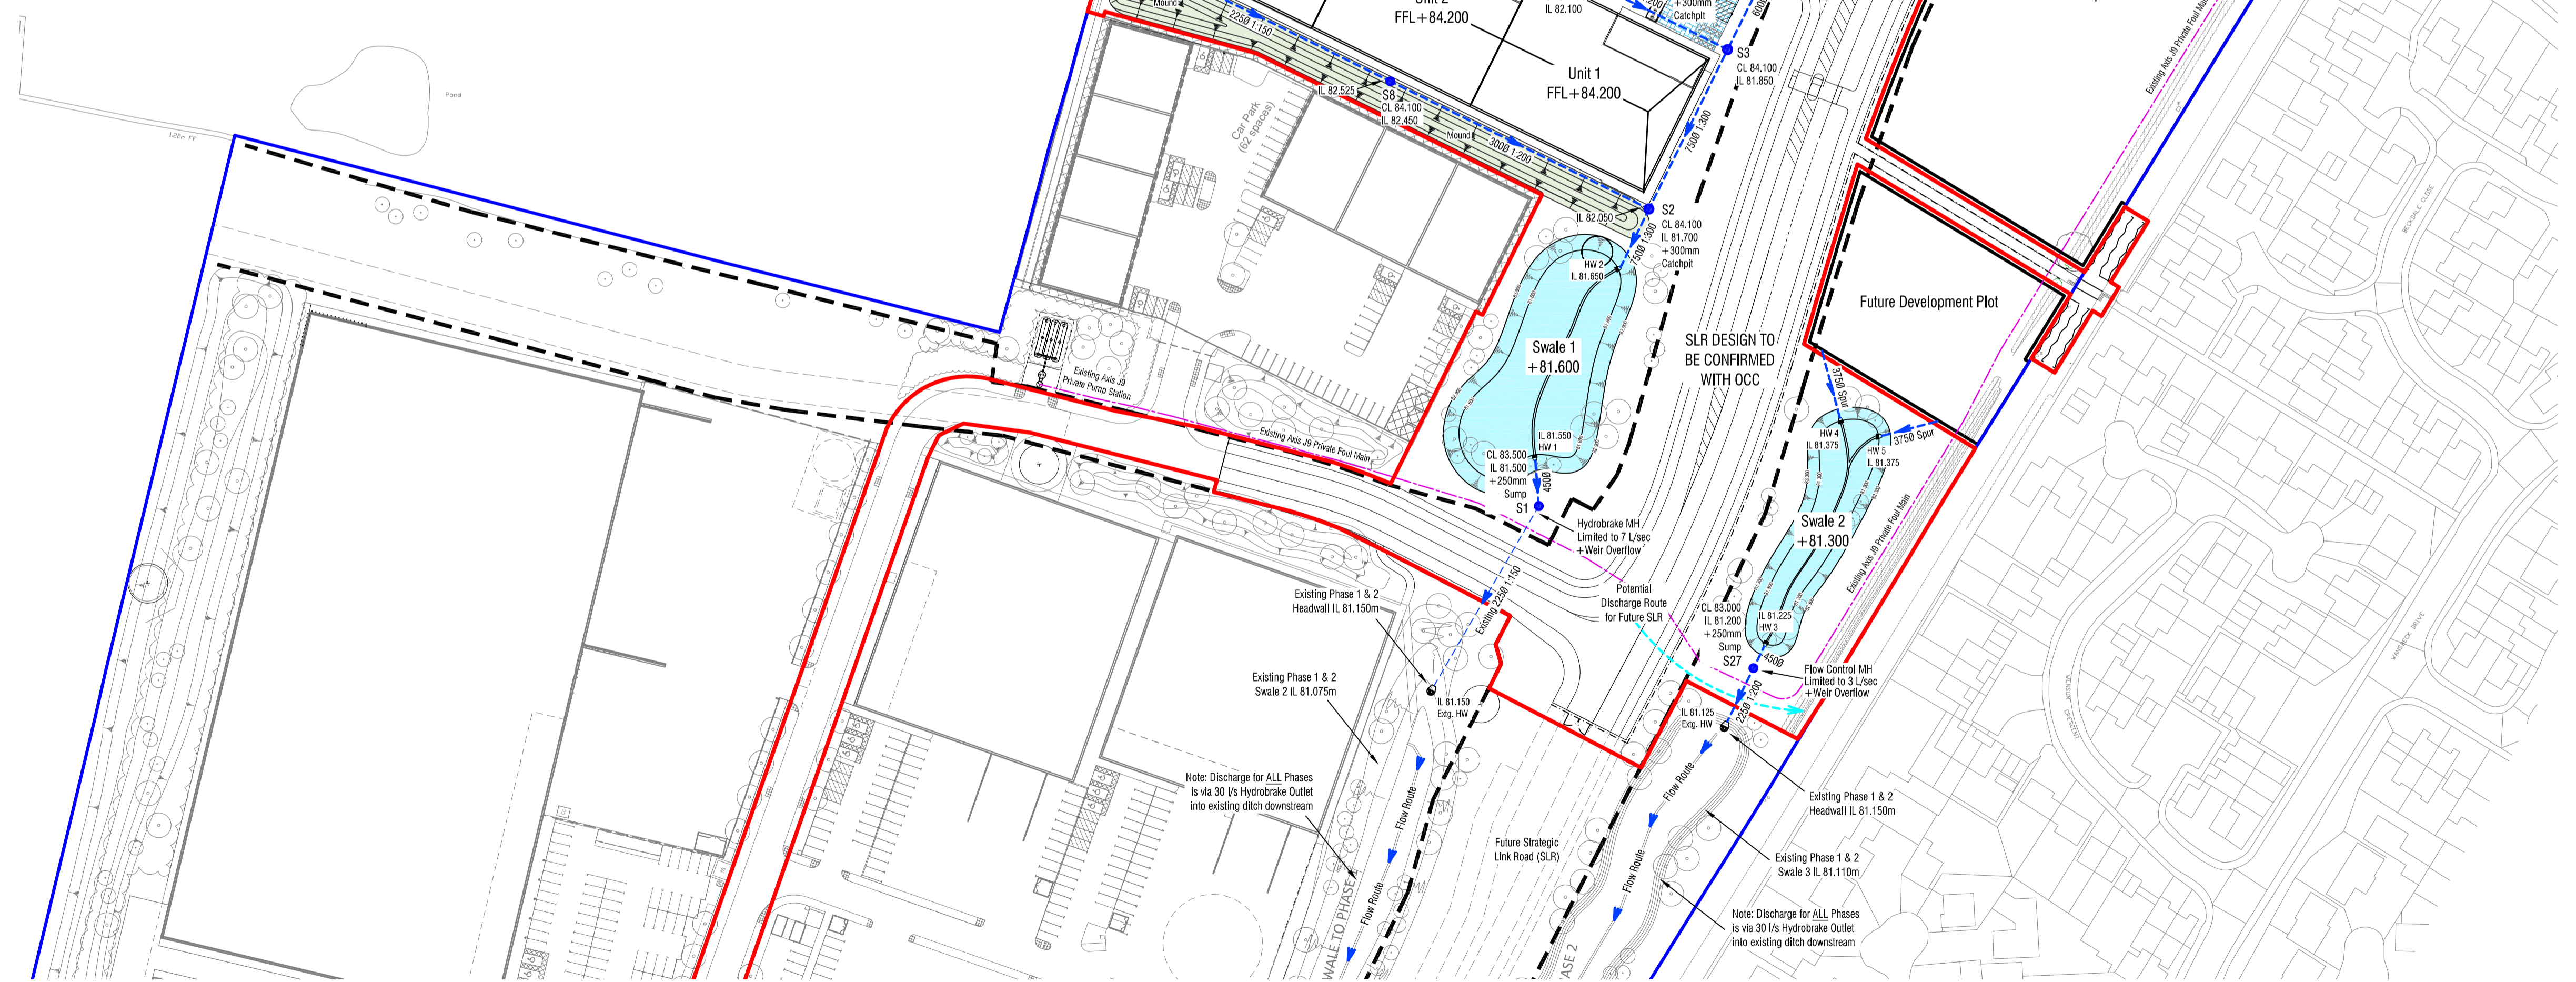 Mound
225Ø 1:150
Unit 2
FFL+84.200
IL 82.100
+300mm
Catchpit
S3
CL 84.100
IL 81.850
Existing Axis J9 Private Foul Main
Pond
1.22m FF
Car Park
(62 spaces)
IL 82.525
S8
CL 84.100
IL 82.450
Unit 1
FFL+84.200
750Ø 1:300
Mound
300Ø 1:200
IL 82.050
S2
CL 84.100
IL 81.700
+300mm
Catchpit
750Ø 1:300
HW 2
IL 81.650
BECKDALE CLOSE
Future Development Plot
SLR DESIGN TO
BE CONFIRMED
WITH OCC
Swale 1
+81.600
Existing Axis J9
Private Pump Station
375Ø Spur
Existing Axis J9 Private Foul Main
IL 81.550
HW 1
CL 83.500
IL 81.500
+250mm
Sump
S1
450Ø
HW 4
IL 81.375
375Ø Spur
HW 5
IL 81.375
Hydrobrake MH
Limited to 7 L/sec
+Weir Overflow
Swale 2
+81.300
Existing Axis J9 Private Foul Main
Existing Phase 1 & 2
Headwall IL 81.150m
Existing 225Ø 1:150
Potential
Discharge Route
for Future SLR
CL 83.000
IL 81.200
+250mm
Sump
S27
IL 81.225
HW 3
450Ø
WANSBECK DRIVE
WENSUM
CRESCENT
Flow Control MH
Limited to 3 L/sec
+Weir Overflow
Existing Phase 1 & 2
Swale 2 IL 81.075m
IL 81.150
Extg. HW
IL 81.125
Extg. HW
225Ø 1:200
Note: Discharge for ALL Phases
is via 30 l/s Hydrobrake Outlet
into existing ditch downstream
Flow Route
Flow Route
Existing Phase 1 & 2
Headwall IL 81.150m
Future Strategic
Link Road (SLR)
Existing Phase 1 & 2
Swale 3 IL 81.110m
Flow Route
Flow Route
Note: Discharge for ALL Phases
is via 30 l/s Hydrobrake Outlet
into existing ditch downstream
WALE TO PHASE
ASE 2